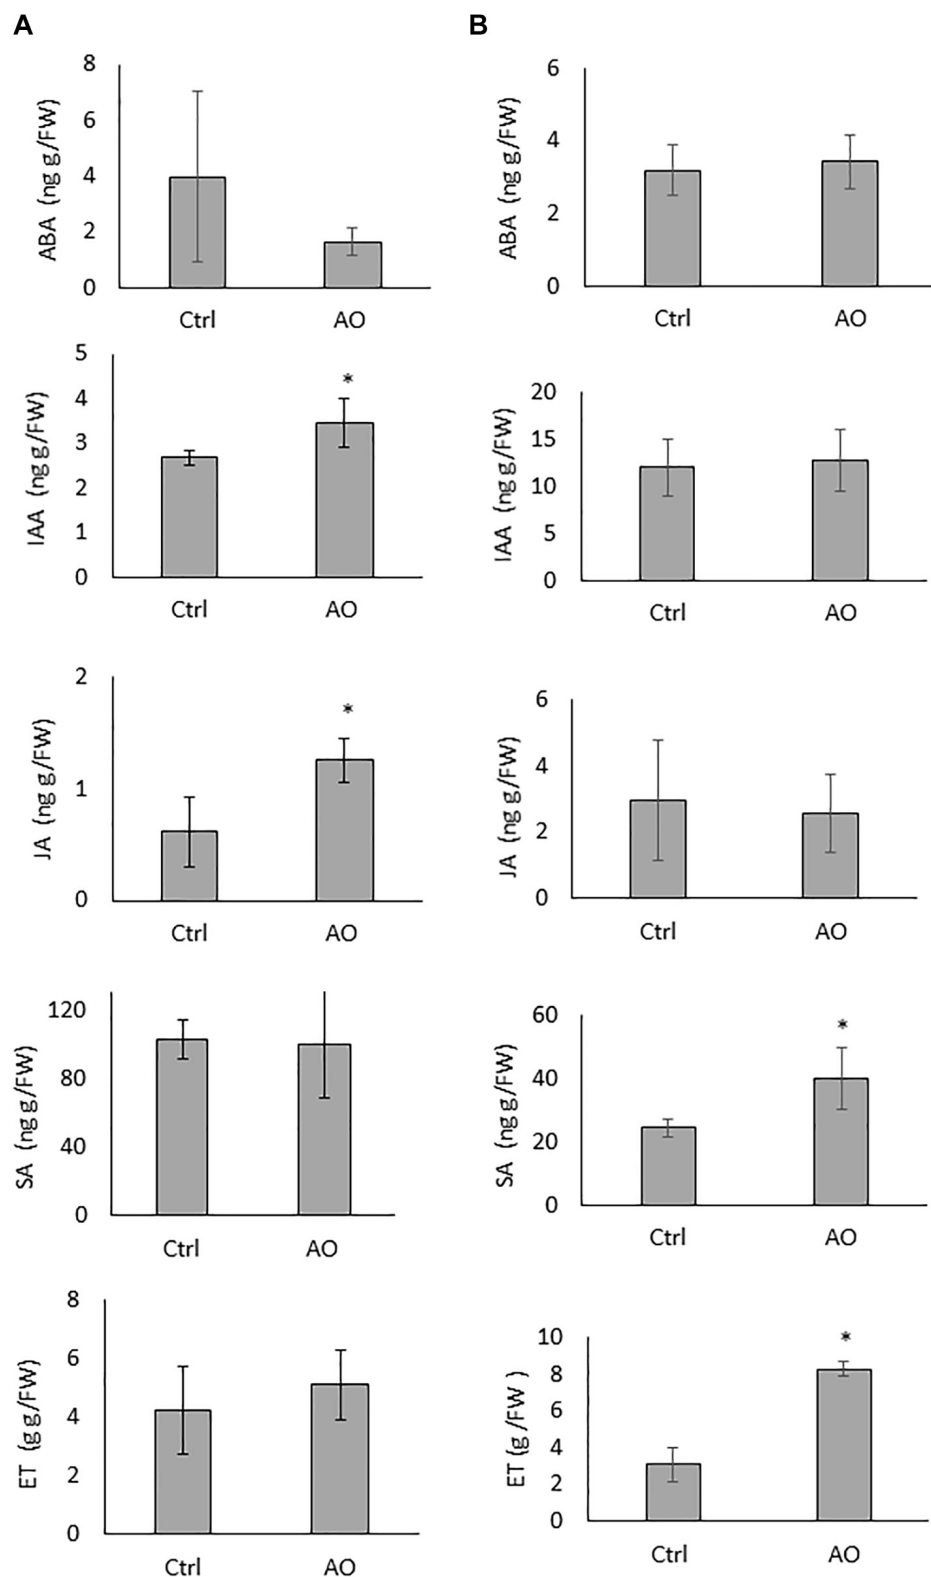 A
B
8
6
4
2
0
ABA (ng g/FW)
Ctrl AO
6
4
2
0
ABA (ng g/FW)
Ctrl AO
5
4
3
2
1
0
IAA (ng g/FW)
*
Ctrl AO
20
15
10
5
0
IAA (ng g/FW)
Ctrl AO
2
1
0
JA (ng g/FW)
*
Ctrl AO
6
4
2
0
JA (ng g/FW)
Ctrl AO
120
80
40
0
SA (ng g/FW)
Ctrl AO
60
40
20
0
SA (ng g/FW)
*
Ctrl AO
8
6
4
2
0
ET (g g/FW)
Ctrl AO
10
8
6
4
2
0
ET (g /FW )
*
Ctrl AO